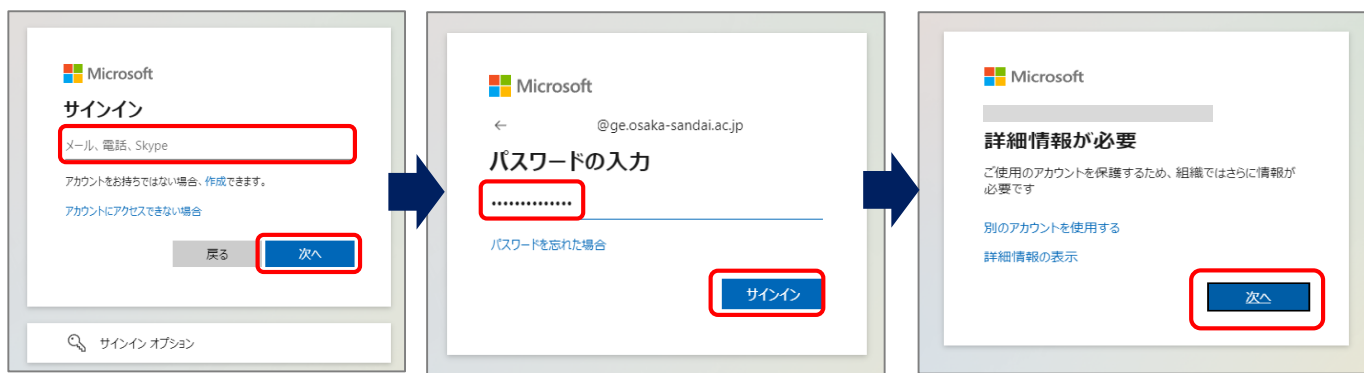 Microsoft
サインイン
メール、電話、Skype
アカウントをお持ちではない場合、作成できます。
アカウントにアクセスできない場合
戻る
次へ
サインイン オプション
Microsoft
← @ge.osaka-sandai.ac.jp
パスワードの入力
••••••••••••••
パスワードを忘れた場合
サインイン
Microsoft
詳細情報が必要
ご使用のアカウントを保護するため、組織ではさらに情報が
必要です
別のアカウントを使用する
詳細情報の表示
次へ